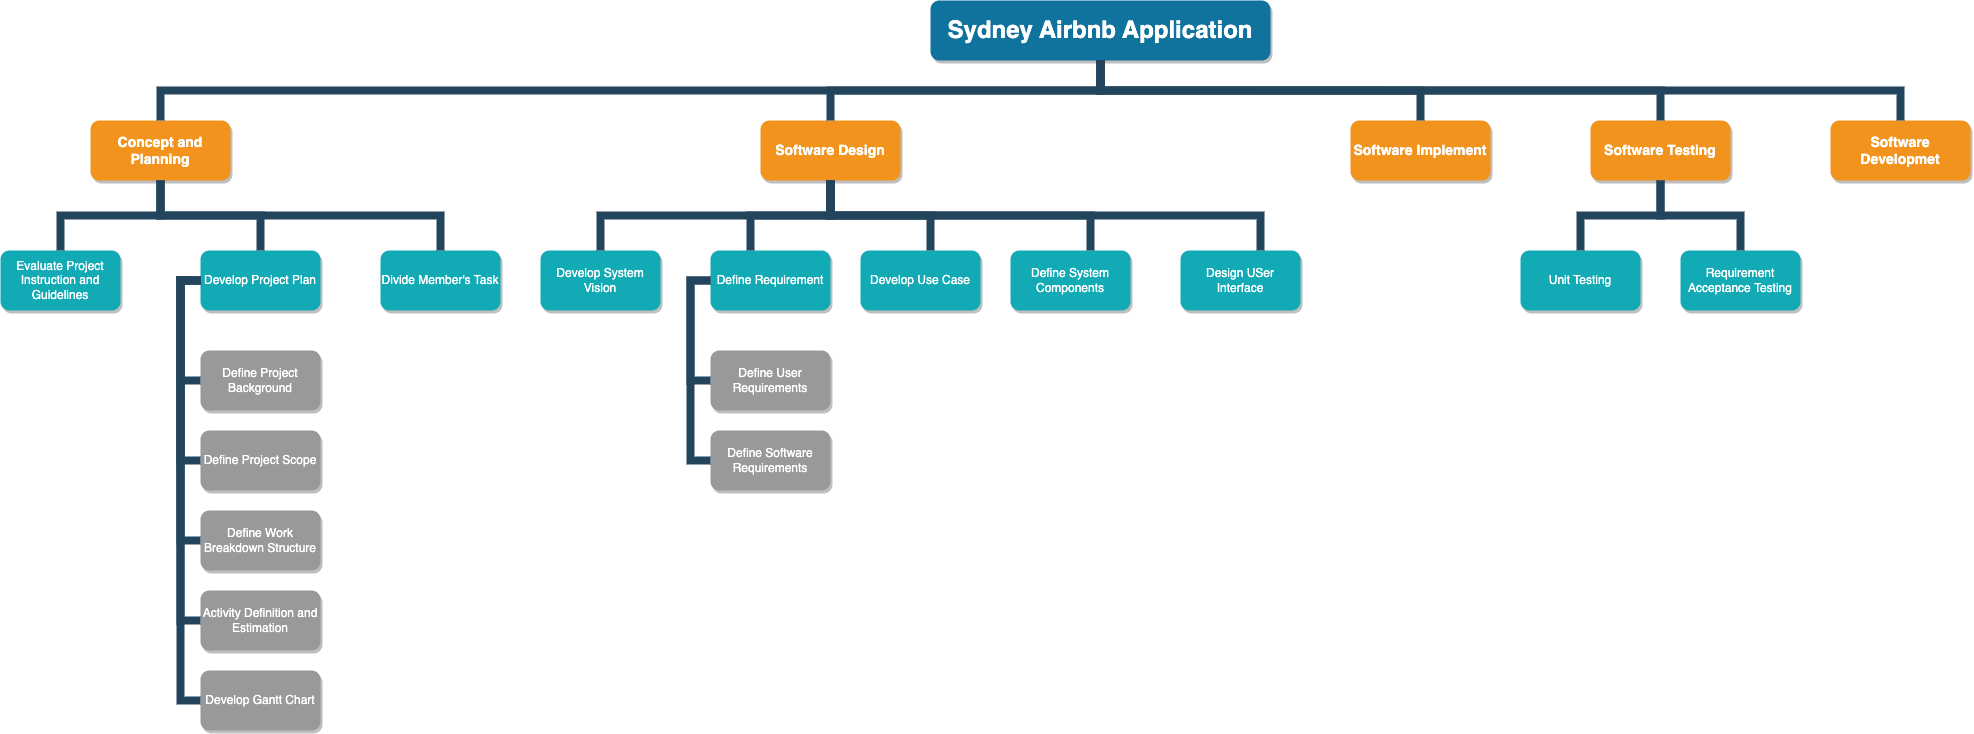 Sydney Airbnb Application
Concept and
Planning
Software Design
Software Implement
Software Testing
Software
Developmet
Evaluate Project
Instruction and
Guidelines
Develop Project Plan
Divide Member's Task
Develop System
Vision
Define Requirement
Develop Use Case
Define System
Components
Design USer
Interface
Unit Testing
Requirement
Acceptance Testing
Define Project
Background
Define User
Requirements
Define Project Scope
Define Software
Requirements
Define Work
Breakdown Structure
Activity Definition and
Estimation
Develop Gantt Chart